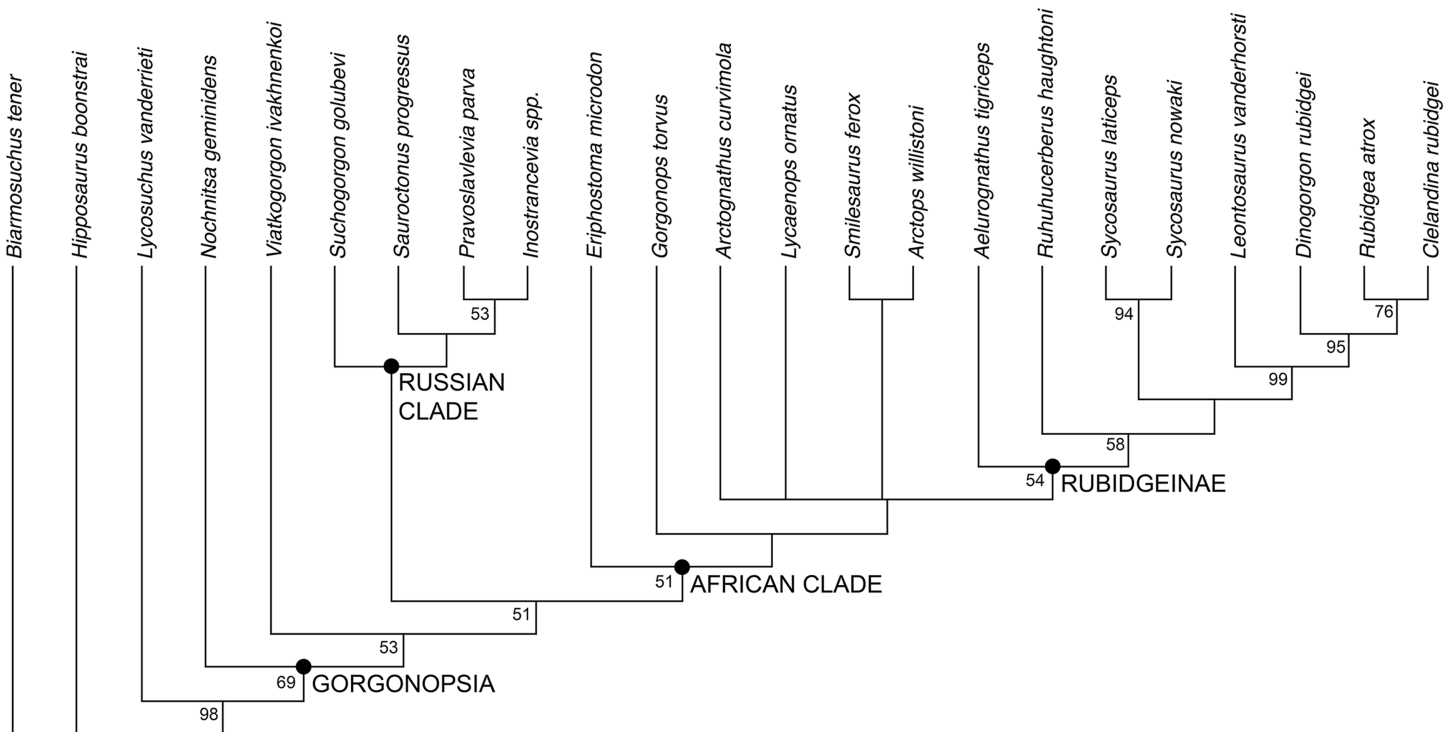 Biarmosuchus tener
Hipposaurus boonstrai
Lycosuchus vanderrieti
Nochnitsa geminidens
Viatkogorgon ivakhnenkoi
Suchogorgon golubevi
Sauroctonus progressus
Pravoslavlevia parva
Inostrancevia spp.
Eriphostoma microdon
Gorgonops torvus
Arctognathus curvimola
Lycaenops ornatus
Smilesaurus ferox
Arctops willistoni
Aelurognathus tigriceps
Ruhuhucerberus haughtoni
Sycosaurus laticeps
Sycosaurus nowaki
Leontosaurus vanderhorsti
Dinogorgon rubidgei
Rubidgea atrox
Clelandina rubidgei
53
94
76
95
RUSSIAN
CLADE
99
58
54
RUBIDGEINAE
51
AFRICAN CLADE
51
53
69
GORGONOPSIA
98